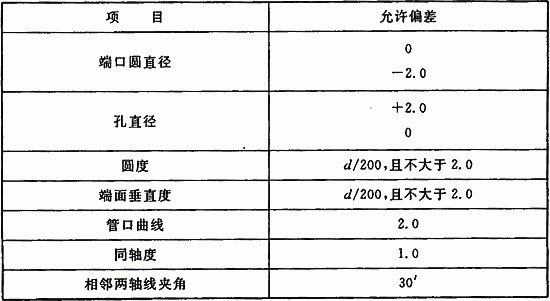 项 目 允许偏差
端口圆直径 0
－2.0
孔直径 ＋2.0
0
圆度 d/200,且不大于 2.0
端面垂直度 d/200,且不大于 2.0
管口曲线 2.0
同轴度 1.0
相邻两轴线夹角 30′